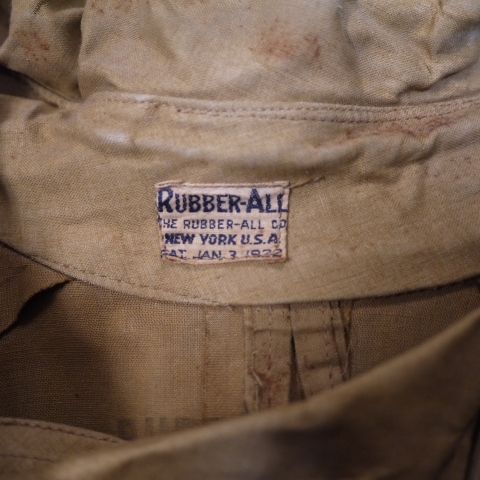 RUBBER-ALL
THE RUBBER-ALL CO
NEW YORK U.S.A.
PAT. JAN. 3. 1922